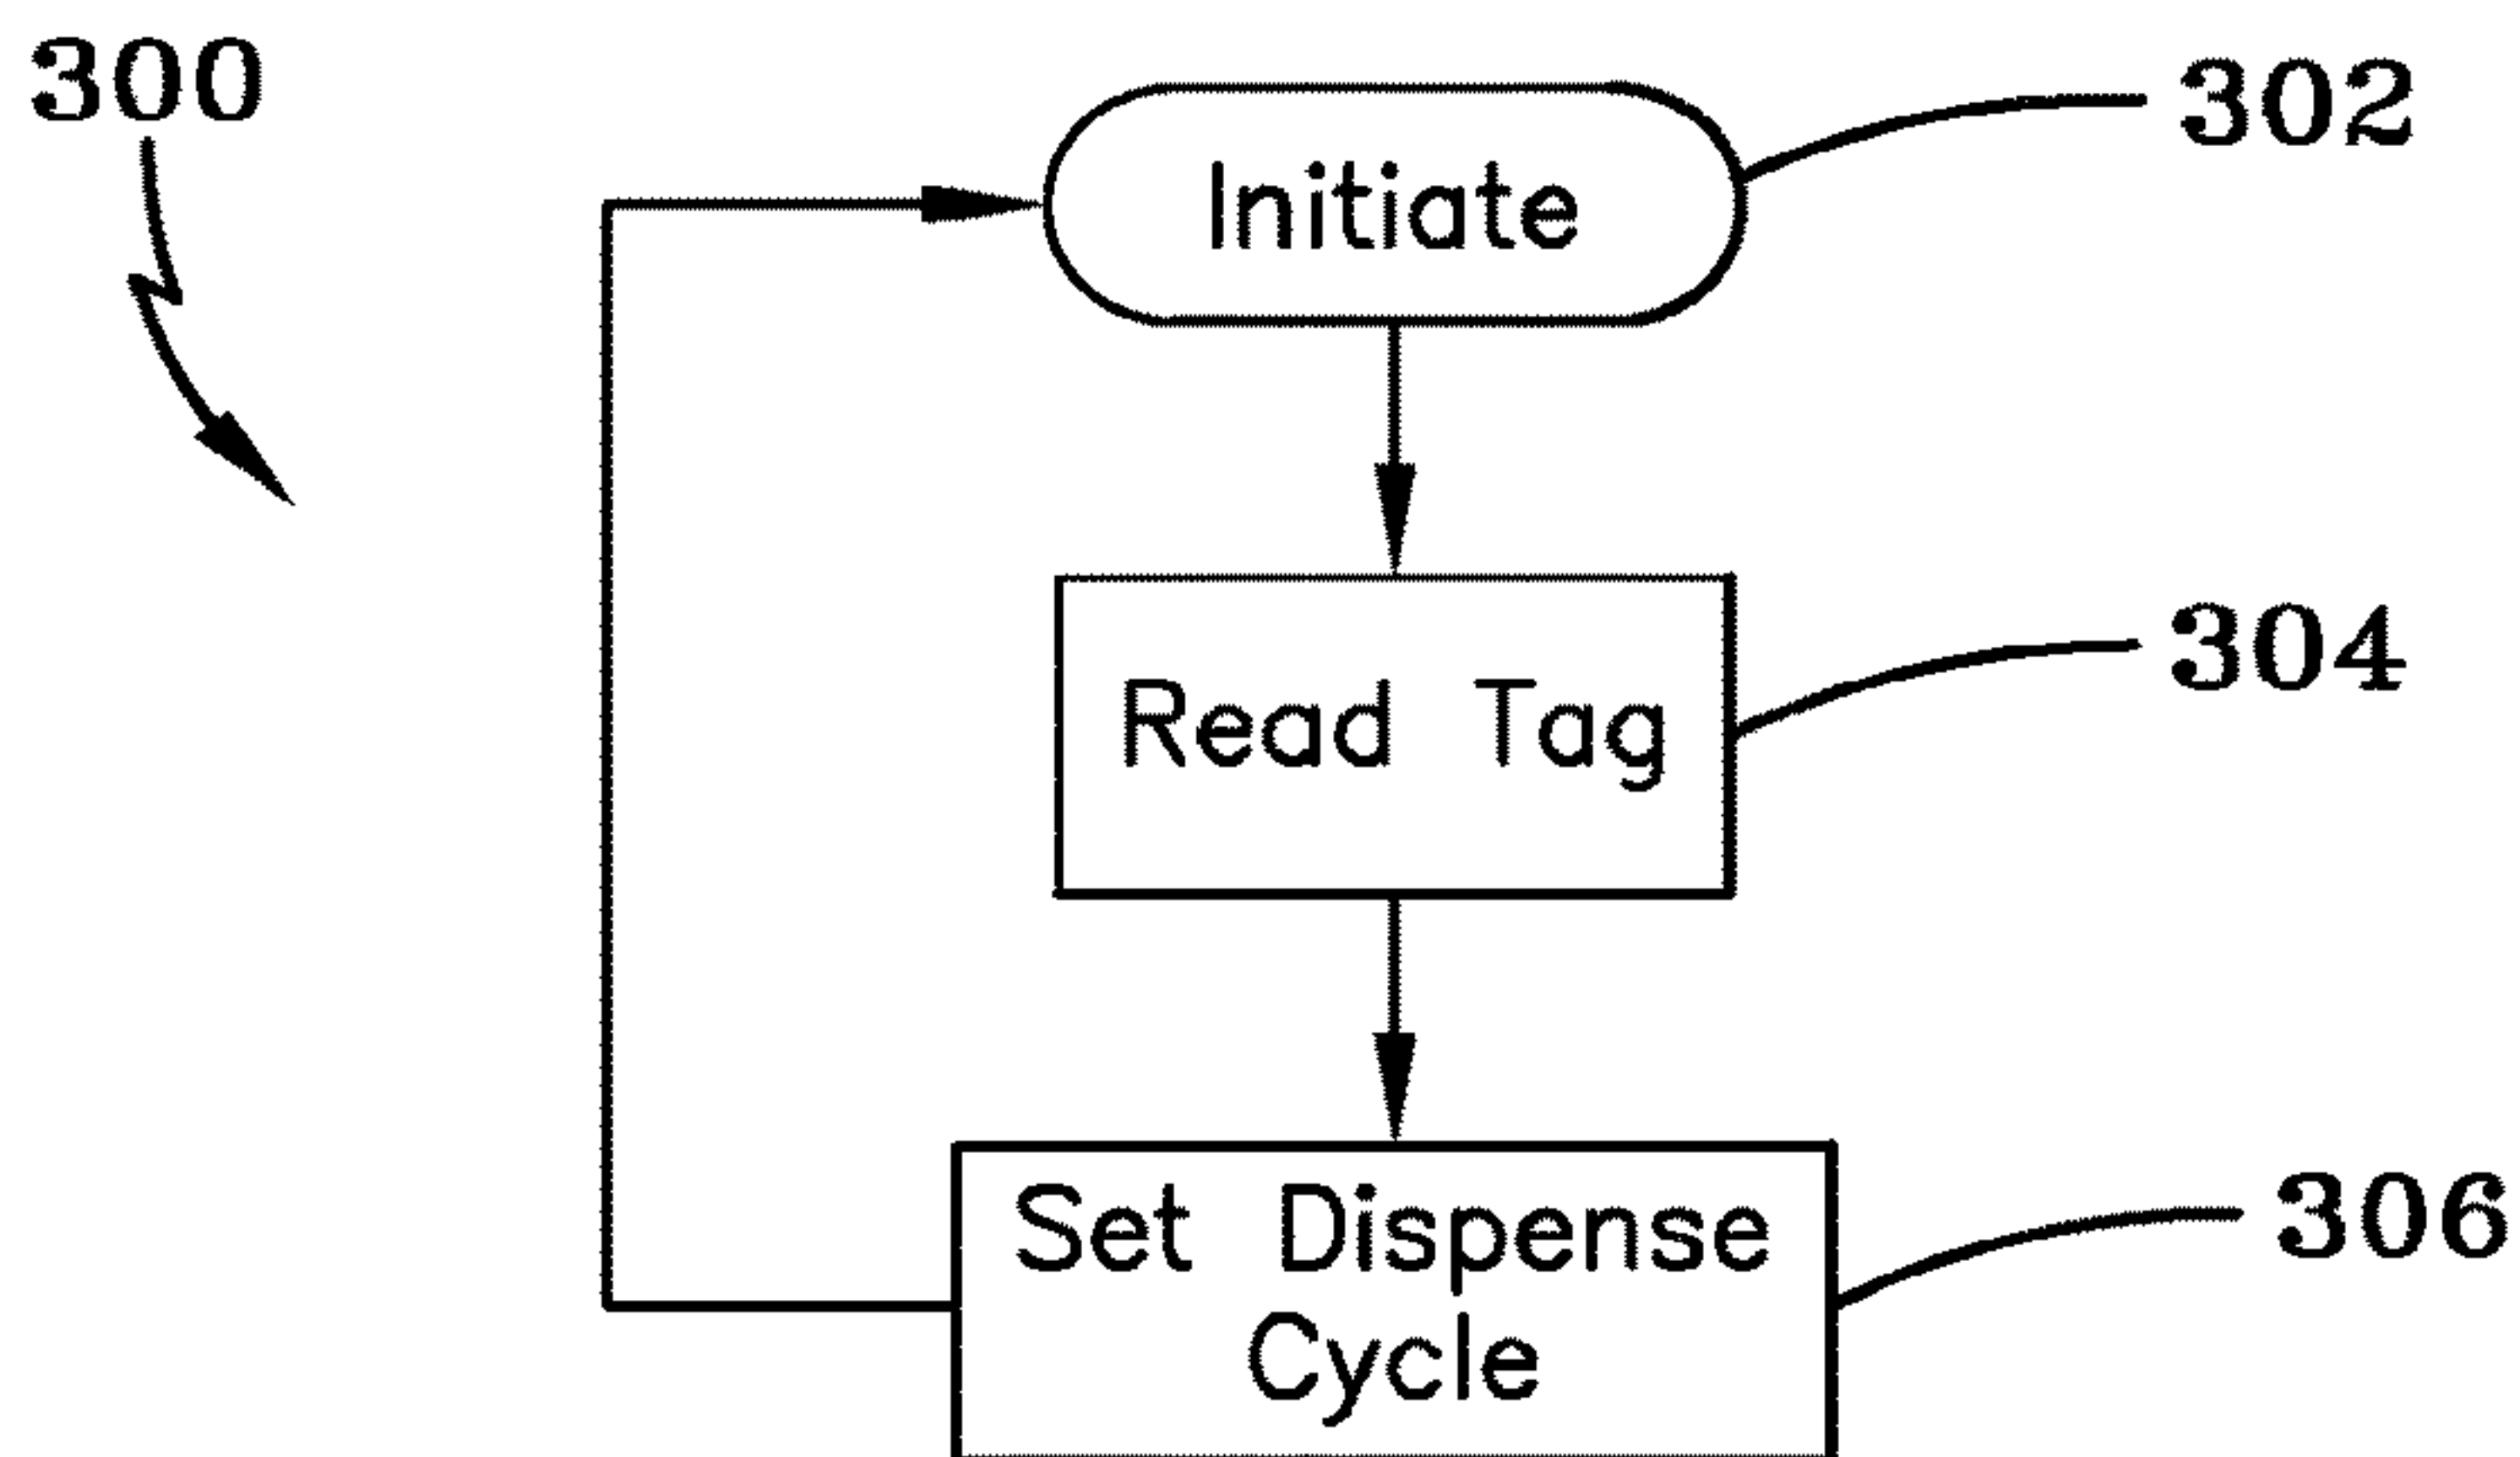 300
302
Initiate
304
Read Tag
306
Set Dispense
Cycle